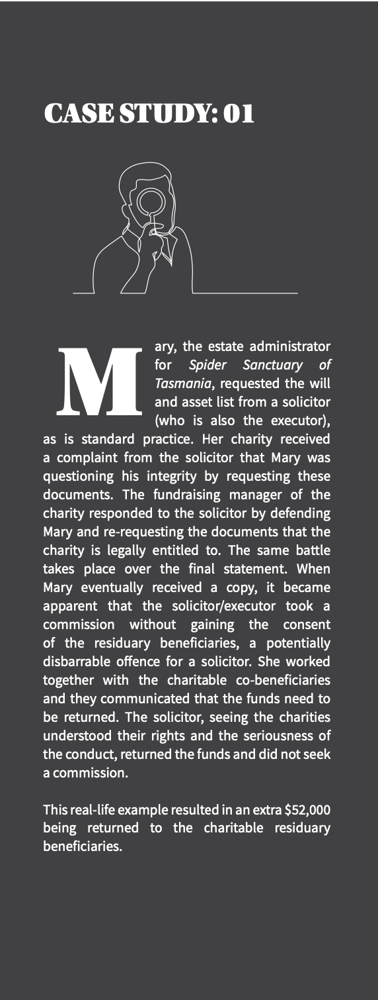 CASE STUDY: 01
Mary, the estate administrator
for Spider Sanctuary of
Tasmania, requested the will
and asset list from a solicitor
(who is also the executor),
as is standard practice. Her charity received
a complaint from the solicitor that Mary was
questioning his integrity by requesting these
documents. The fundraising manager of the
charity responded to the solicitor by defending
Mary and re-requesting the documents that the
charity is legally entitled to. The same battle
takes place over the final statement. When
Mary eventually received a copy, it became
apparent that the solicitor/executor took a
commission without gaining the consent
of the residuary beneficiaries, a potentially
disbarrable offence for a solicitor. She worked
together with the charitable co-beneficiaries
and they communicated that the funds need to
be returned. The solicitor, seeing the charities
understood their rights and the seriousness of
the conduct, returned the funds and did not seek
a commission.
This real-life example resulted in an extra $52,000
being returned to the charitable residuary
beneficiaries.